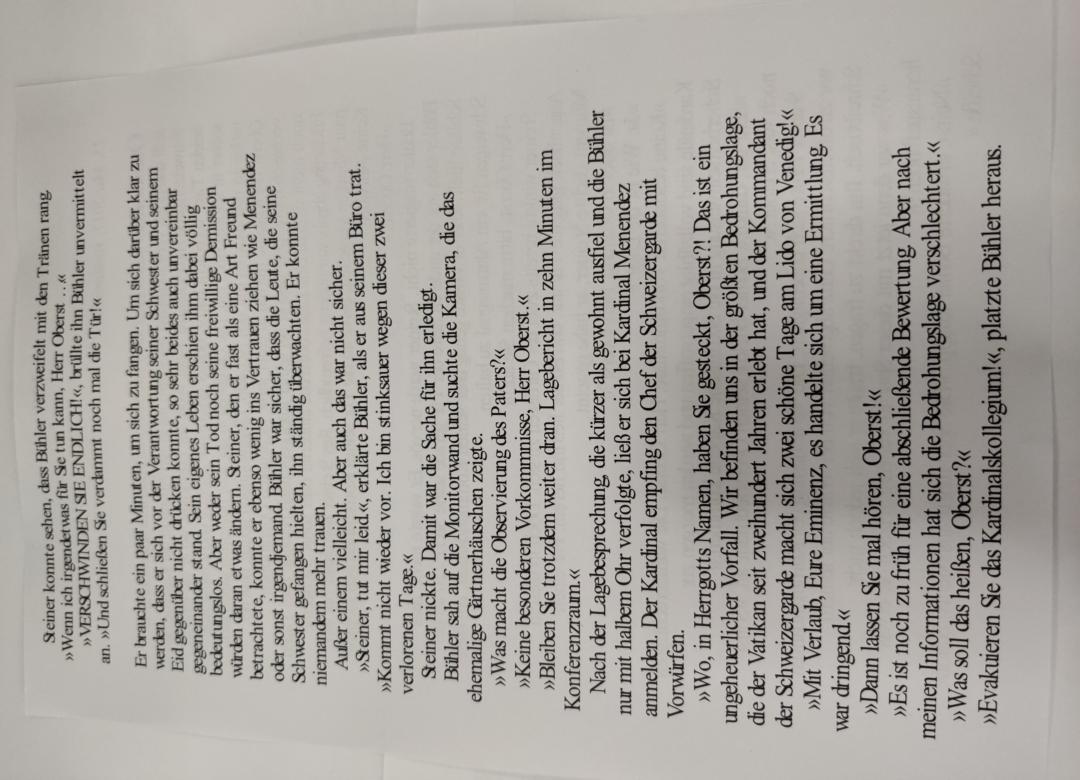 Steiner konnte sehen, dass Bühler verzweifelt mit den Tränen rang.
»Wenn ich irgendetwas für Sie tun kann, Herr Oberst . . .«
»VERSCHWINDEN SIE ENDLICH!«, brüllte ihn Bühler unvermittelt
an. »Und schließen Sie verdammt noch mal die Tür!«
Er brauchte ein paar Minuten, um sich zu fangen. Um sich darüber klar zu
werden, dass er sich vor der Verantwortung seiner Schwester und seinem
Eid gegenüber nicht drücken konnte, so sehr beides auch unvereinbar
gegeneinander stand. Sein eigenes Leben erschien ihm dabei völlig
bedeutungslos. Aber weder sein Tod noch seine freiwillige Demission
würden daran etwas ändern. Steiner, den er fast als eine Art Freund
betrachtete, konnte er ebenso wenig ins Vertrauen ziehen wie Menendez
oder sonst irgendjemand. Bühler war sicher, dass die Leute, die seine
Schwester gefangen hielten, ihn ständig überwachten. Er konnte
niemandem mehr trauen.
Außer einem vielleicht. Aber auch das war nicht sicher.
»Steiner, tut mir leid«, erklärte Bühler, als er aus seinem Büro trat.
»Kommt nicht wieder vor. Ich bin stinksauer wegen dieser zwei
verlorenen Tage.«
Steiner nickte. Damit war die Sache für ihn erledigt.
Bühler sah auf die Monitorwand und suchte die Kamera, die das
ehemalige Gärtnerhäuschen zeigte.
»Was macht die Observierung des Paters?«
»Keine besonderen Vorkommnisse, Herr Oberst.«
»Bleiben Sie trotzdem weiter dran. Lagebericht in zehn Minuten im
Konferenzraum.«
Nach der Lagebesprechung, die kürzer als gewohnt ausfiel und die Bühler
nur mit halbem Ohr verfolgte, ließ er sich bei Kardinal Menendez
anmelden. Der Kardinal empfing den Chef der Schweizergarde mit
Vorwürfen.
»Wo, in Herrgotts Namen, haben Sie gesteckt, Oberst?! Das ist ein
ungeheuerlicher Vorfall. Wir befinden uns in der größten Bedrohungslage,
die der Vatikan seit zweihundert Jahren erlebt hat, und der Kommandant
der Schweizergarde macht sich zwei schöne Tage am Lido von Venedig!«
»Mit Verlaub, Eure Eminenz, es handelte sich um eine Ermittlung. Es
war dringend.«
»Dann lassen Sie mal hören, Oberst!«
»Es ist noch zu früh für eine abschließende Bewertung. Aber nach
meinen Informationen hat sich die Bedrohungslage verschlechtert.«
»Was soll das heißen, Oberst?«
»Evakuieren Sie das Kardinalskollegium!«, platzte Bühler heraus.